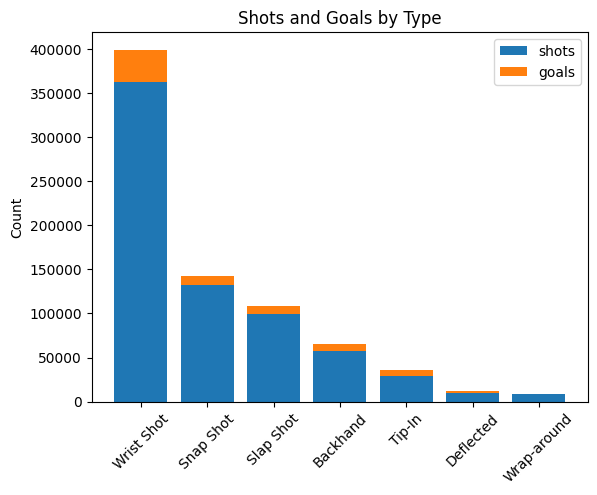 Shots and Goals by Type
shots
goals
Count
400000
350000
300000
250000
200000
150000
100000
50000
0
Wrist Shot
Snap Shot
Slap Shot
Backhand
Tip-In
Deflected
Wrap-around